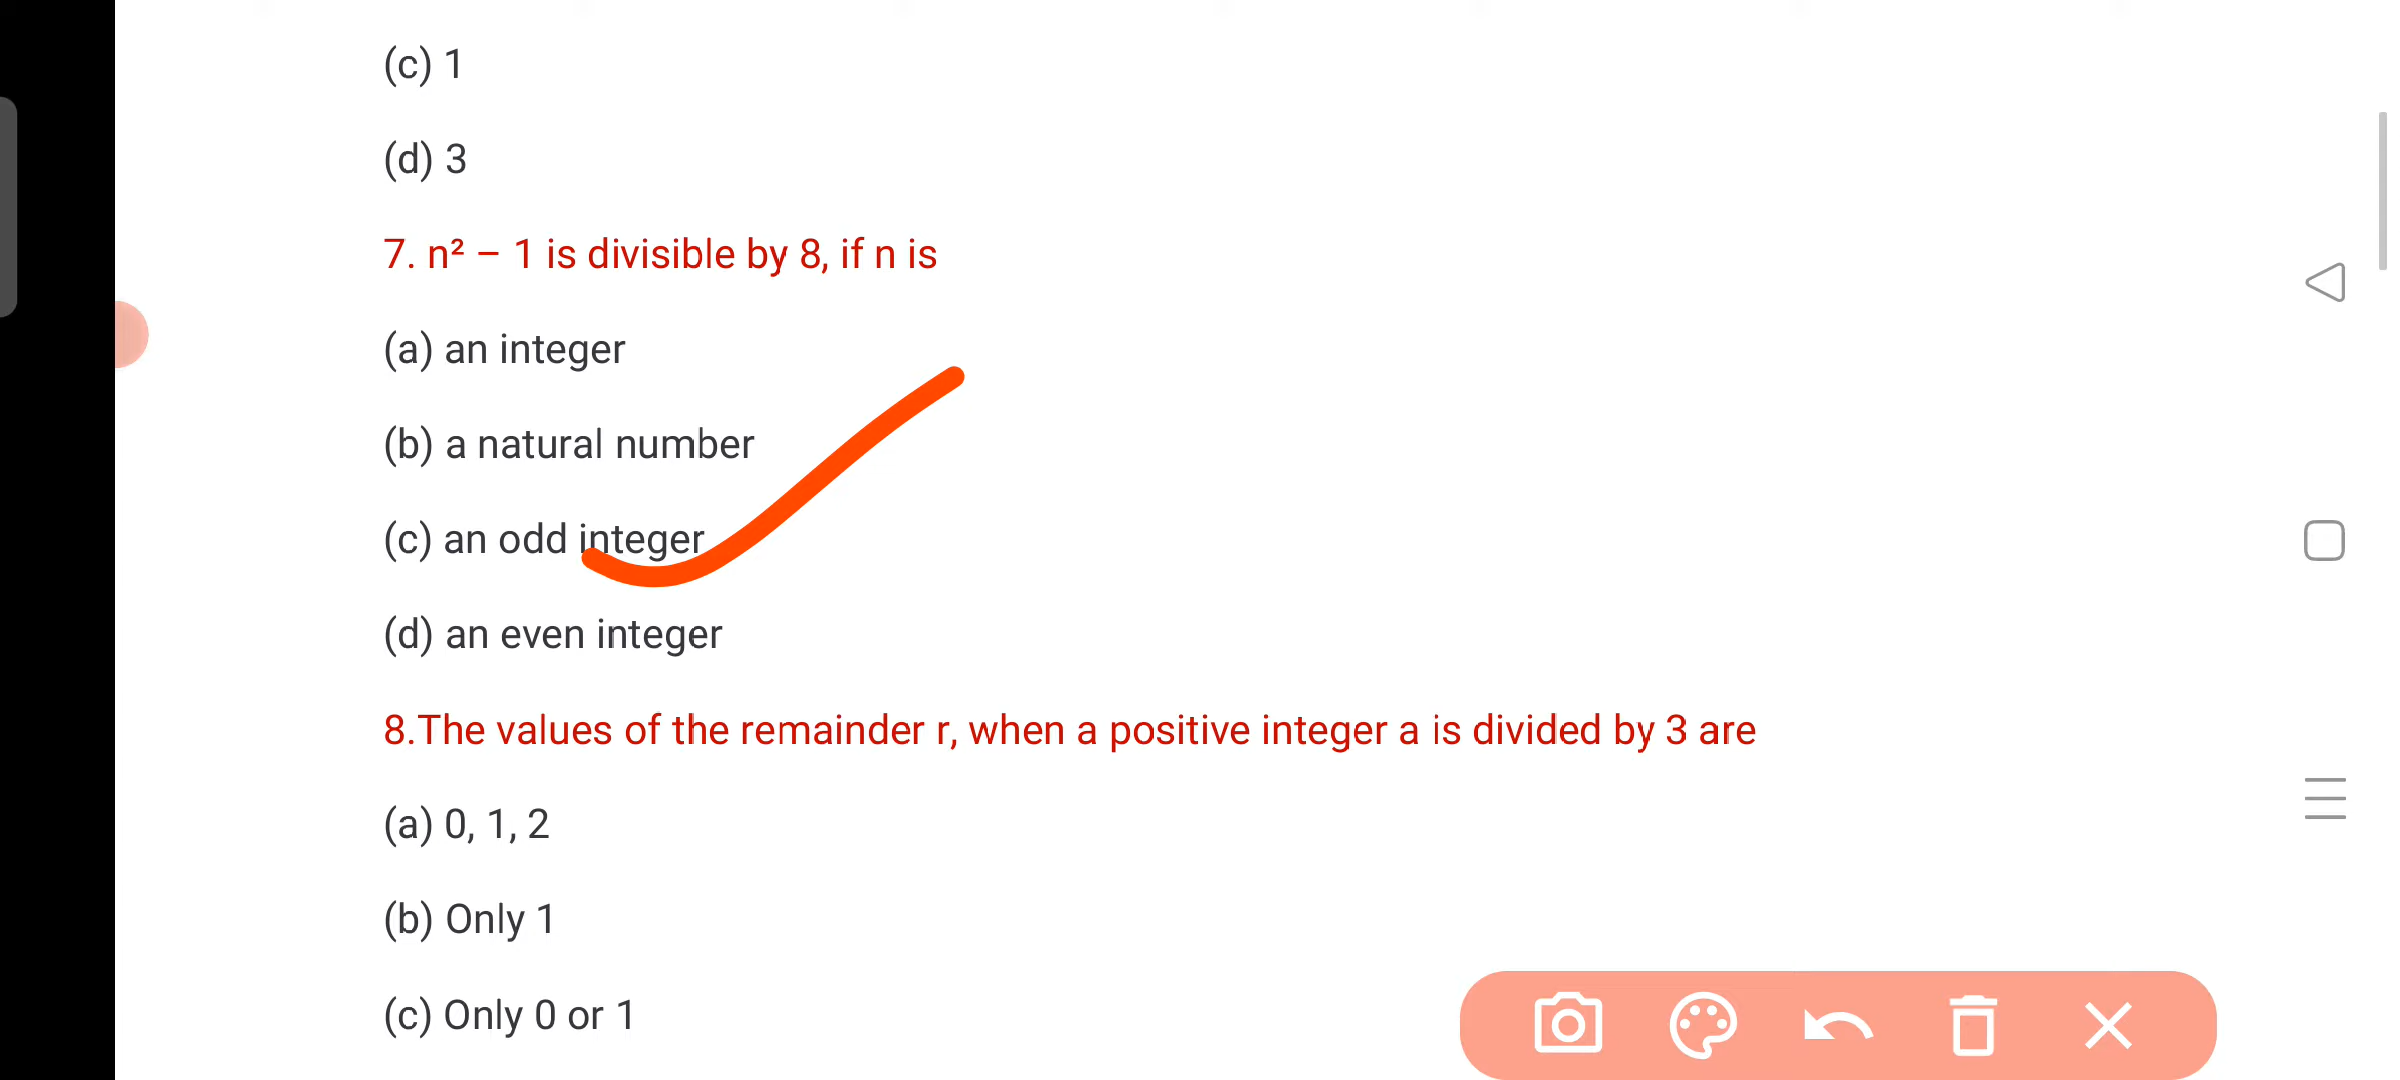 (c) 1
(d) 3
7. n² – 1 is divisible by 8, if n is
(a) an integer
(b) a natural number
(c) an odd integer
(d) an even integer
8.The values of the remainder r, when a positive integer a is divided by 3 are
(a) 0, 1, 2
(b) Only 1
(c) Only 0 or 1